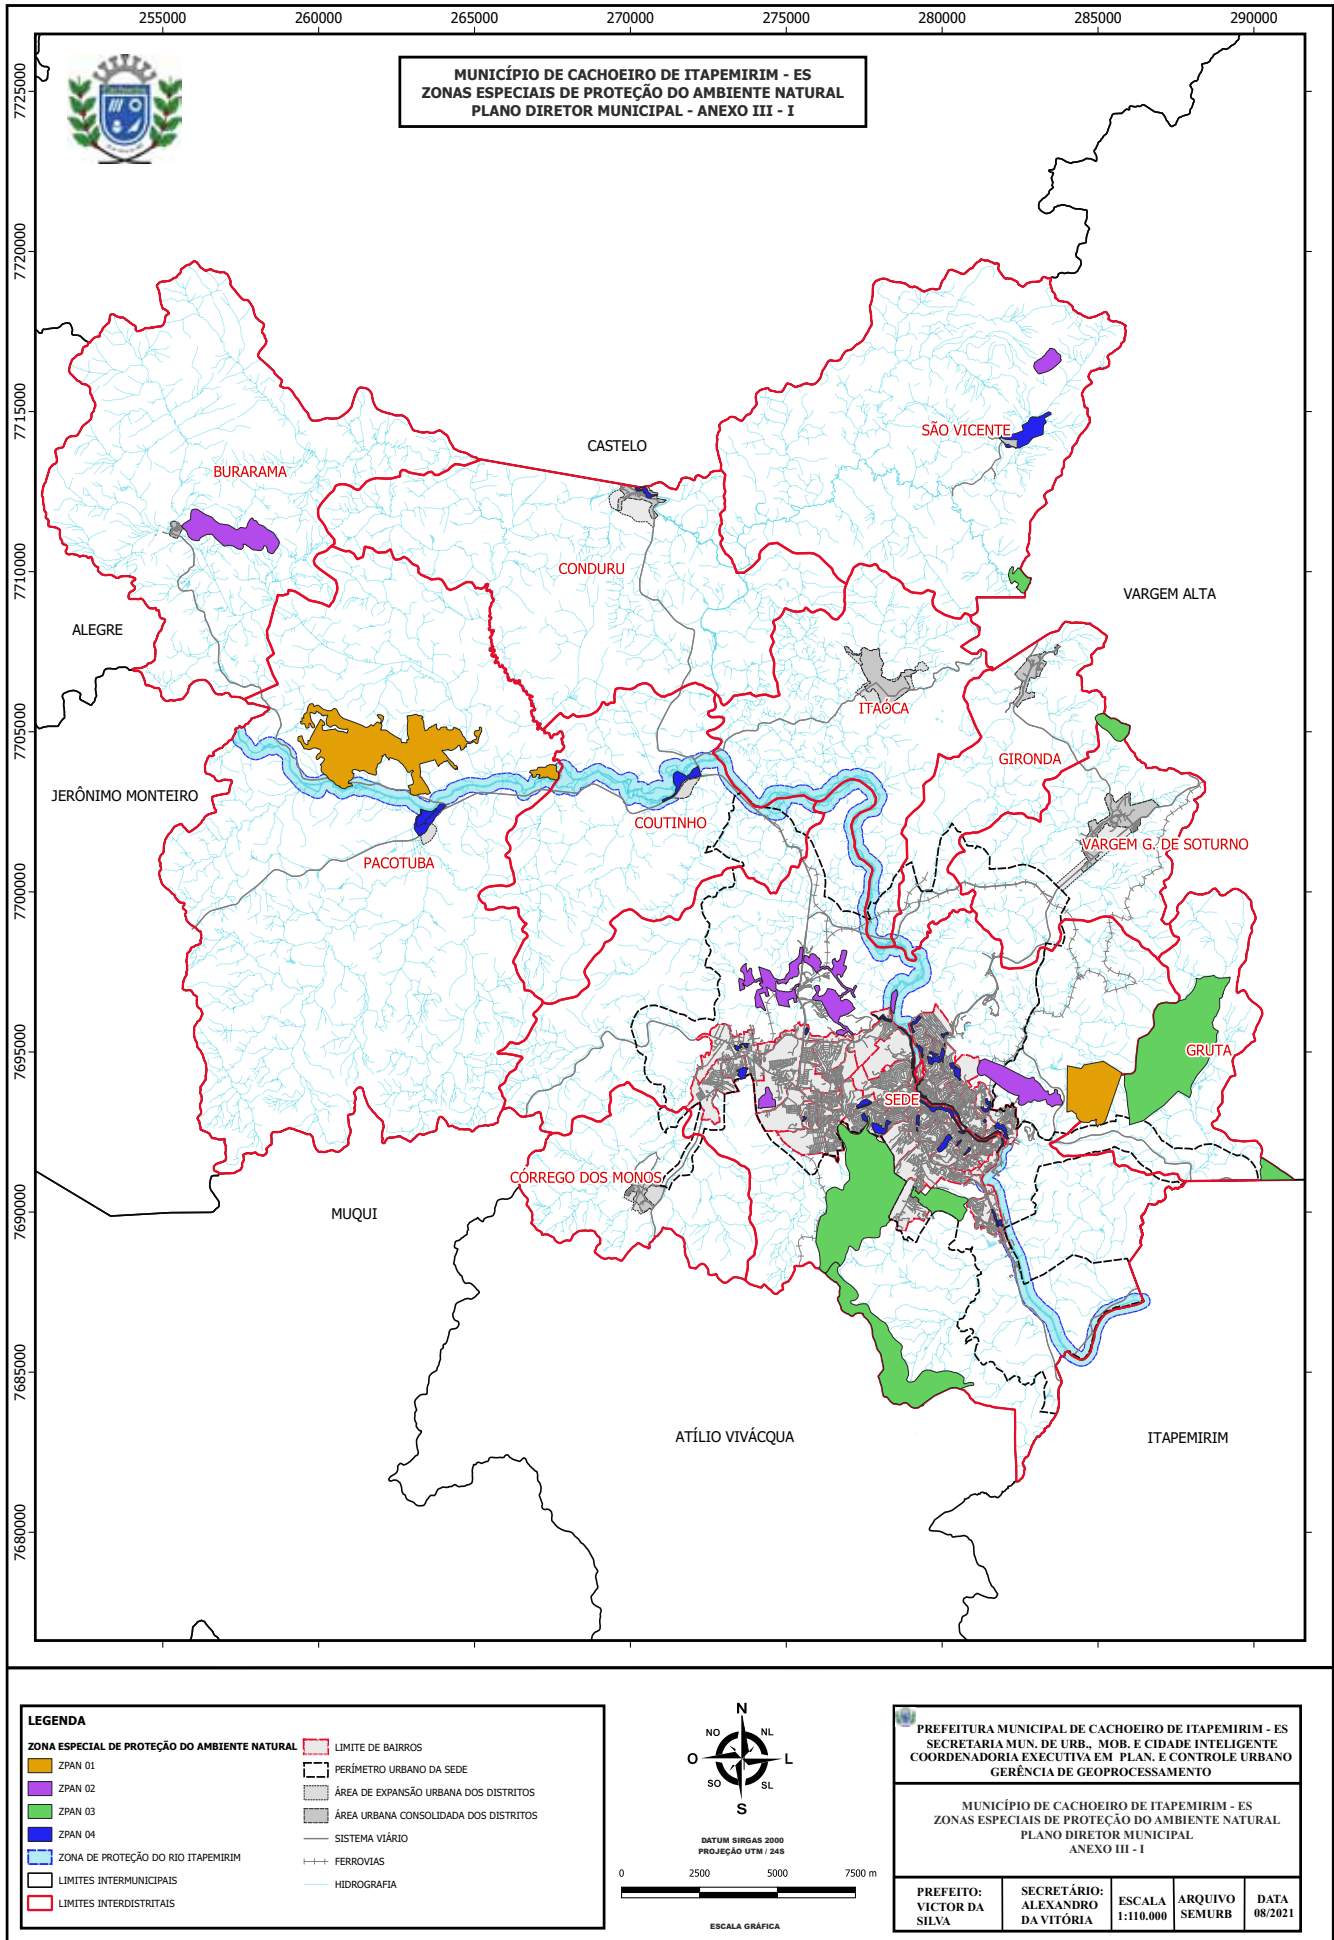 255000 260000 265000 270000 275000 280000 285000 290000
7725000
7720000
7715000
7710000
7705000
7700000
7695000
7690000
7685000
7680000
MUNICÍPIO DE CACHOEIRO DE ITAPEMIRIM - ES
ZONAS ESPECIAIS DE PROTEÇÃO DO AMBIENTE NATURAL
PLANO DIRETOR MUNICIPAL - ANEXO III - I
CASTELO
SÃO VICENTE
BURARAMA
CONDURU
VARGEM ALTA
ALEGRE
ITAÓCA
GIRONDA
JERÔNIMO MONTEIRO
COUTINHO
VARGEM G. DE SOTURNO
PACOTUBA
GRUTA
SEDE
CÓRREGO DOS MONOS
MUQUI
ATÍLIO VIVÁCQUA
ITAPEMIRIM
LEGENDA
ZONA ESPECIAL DE PROTEÇÃO DO AMBIENTE NATURAL
ZPAN 01
ZPAN 02
ZPAN 03
ZPAN 04
ZONA DE PROTEÇÃO DO RIO ITAPEMIRIM
LIMITES INTERMUNICIPAIS
LIMITES INTERDISTRITAIS
LIMITE DE BAIRROS
PERÍMETRO URBANO DA SEDE
ÁREA DE EXPANSÃO URBANA DOS DISTRITOS
ÁREA URBANA CONSOLIDADA DOS DISTRITOS
SISTEMA VIÁRIO
FERROVIAS
HIDROGRAFIA
N
NO NL
O L
SO SL
S
DATUM SIRGAS 2000
PROJEÇÃO UTM / 24S
0 2500 5000 7500 m
ESCALA GRÁFICA
PREFEITURA MUNICIPAL DE CACHOEIRO DE ITAPEMIRIM - ES
SECRETARIA MUN. DE URB., MOB. E CIDADE INTELIGENTE
COORDENADORIA EXECUTIVA EM PLAN. E CONTROLE URBANO
GERÊNCIA DE GEOPROCESSAMENTO
MUNICÍPIO DE CACHOEIRO DE ITAPEMIRIM - ES
ZONAS ESPECIAIS DE PROTEÇÃO DO AMBIENTE NATURAL
PLANO DIRETOR MUNICIPAL
ANEXO III - I
PREFEITO:
VICTOR DA
SILVA
SECRETÁRIO:
ALEXANDRO
DA VITÓRIA
ESCALA
1:110.000
ARQUIVO
SEMURB
DATA
08/2021